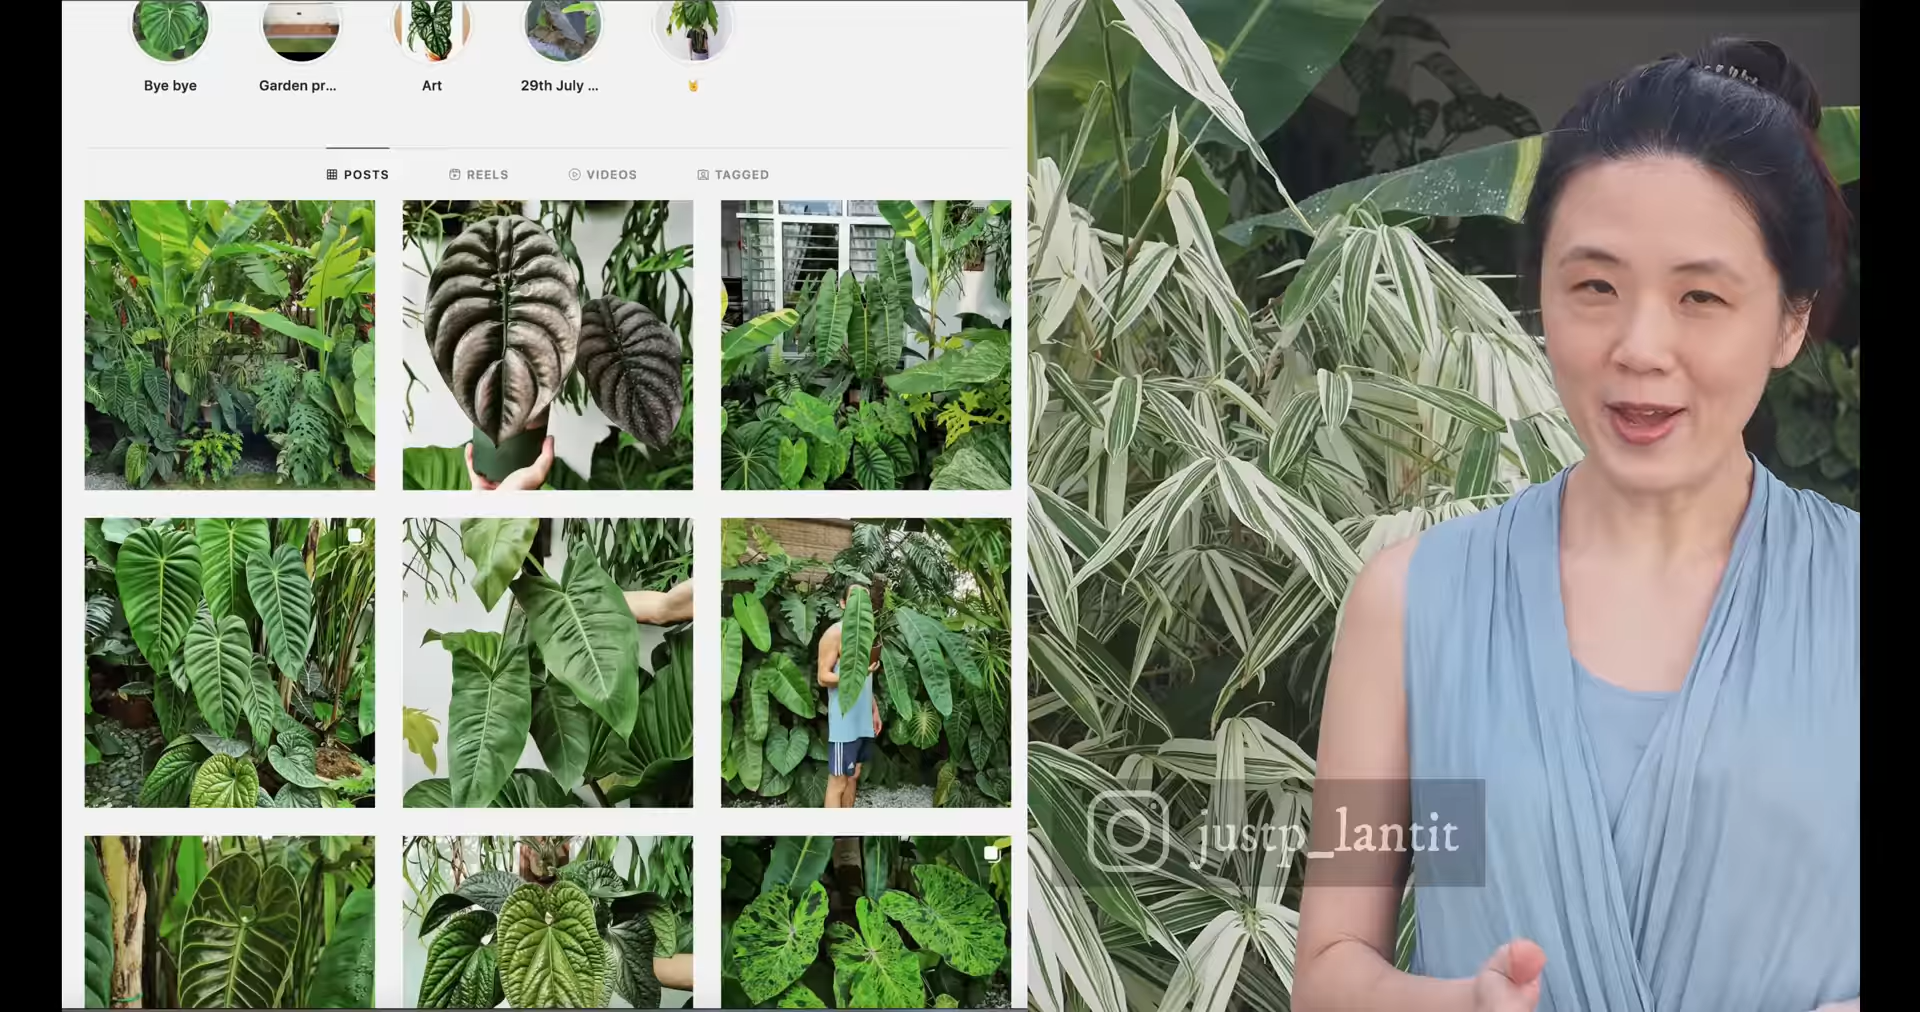 Bye bye
Garden pr...
Art
29th July ...
🤘
POSTS
REELS
VIDEOS
TAGGED
justp_lantit